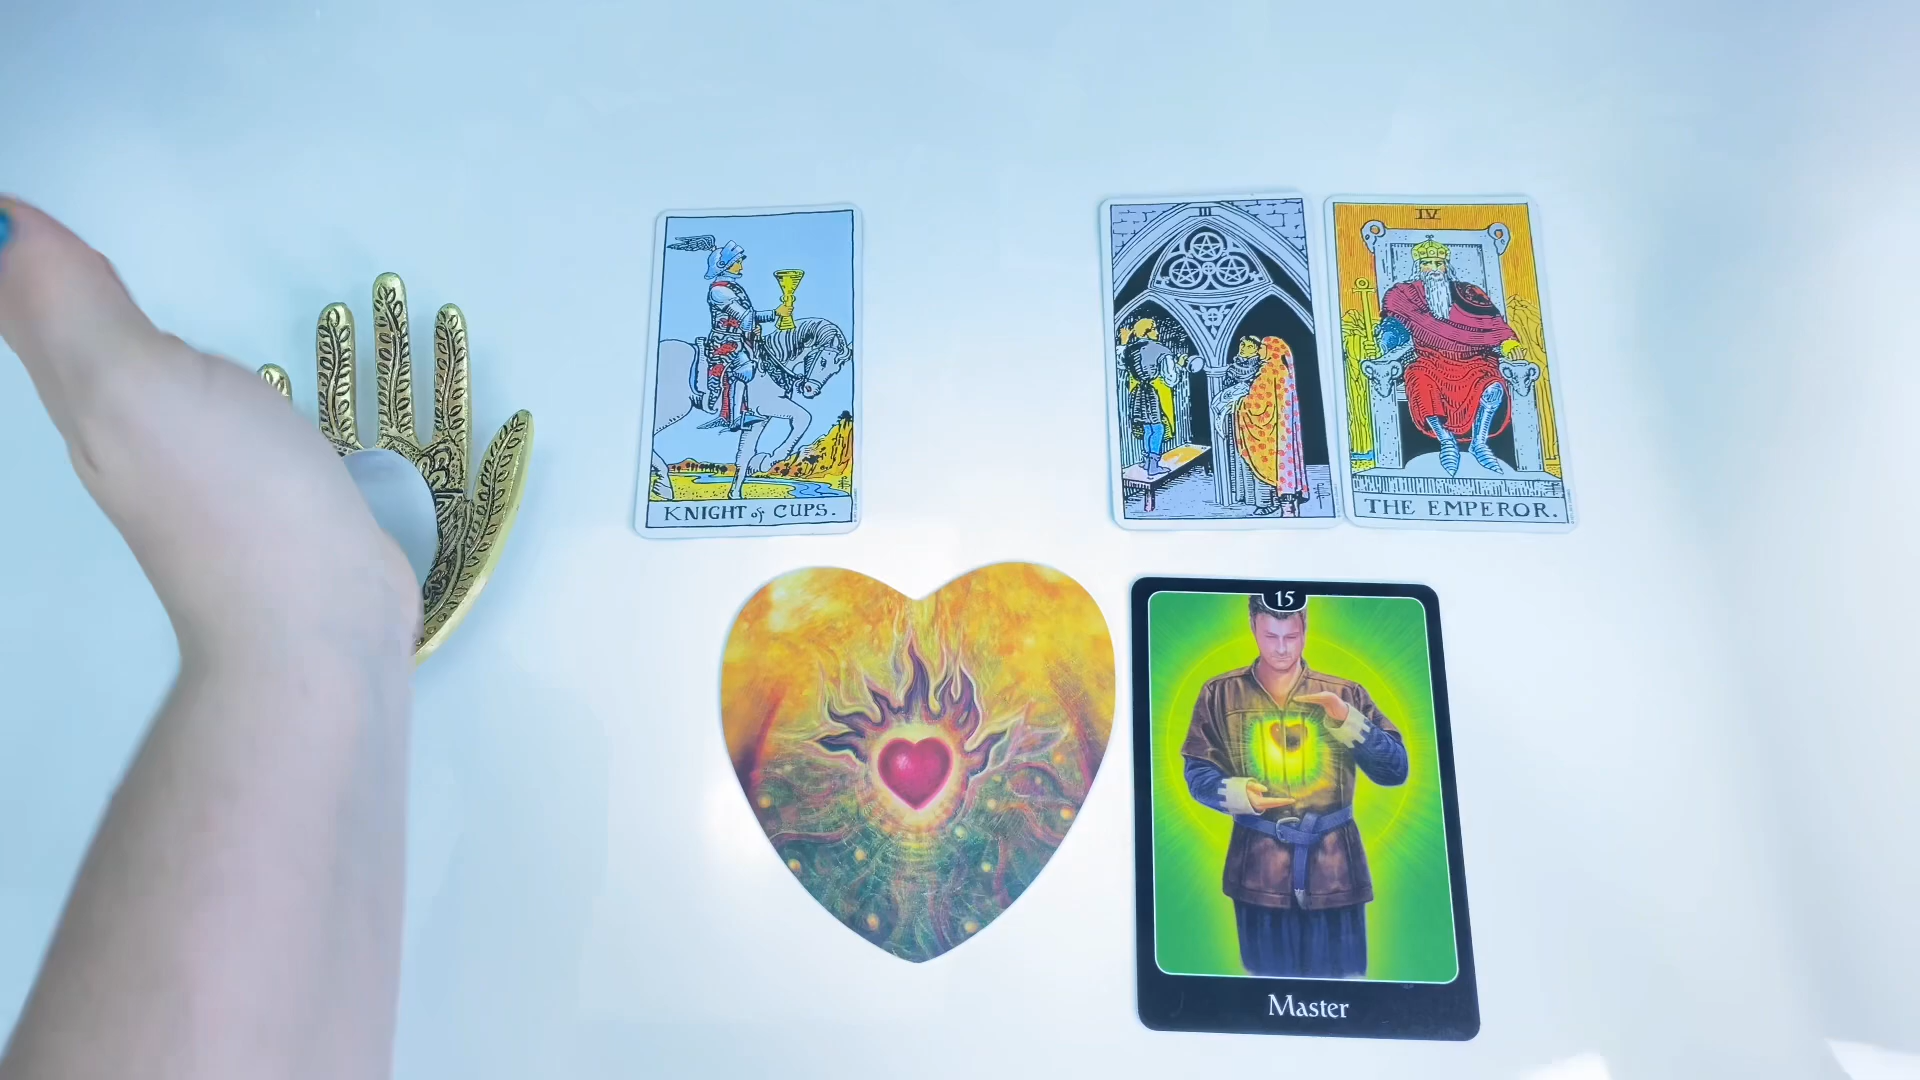 III
IV
KNIGHT of CUPS.
THE EMPEROR.
15
Master